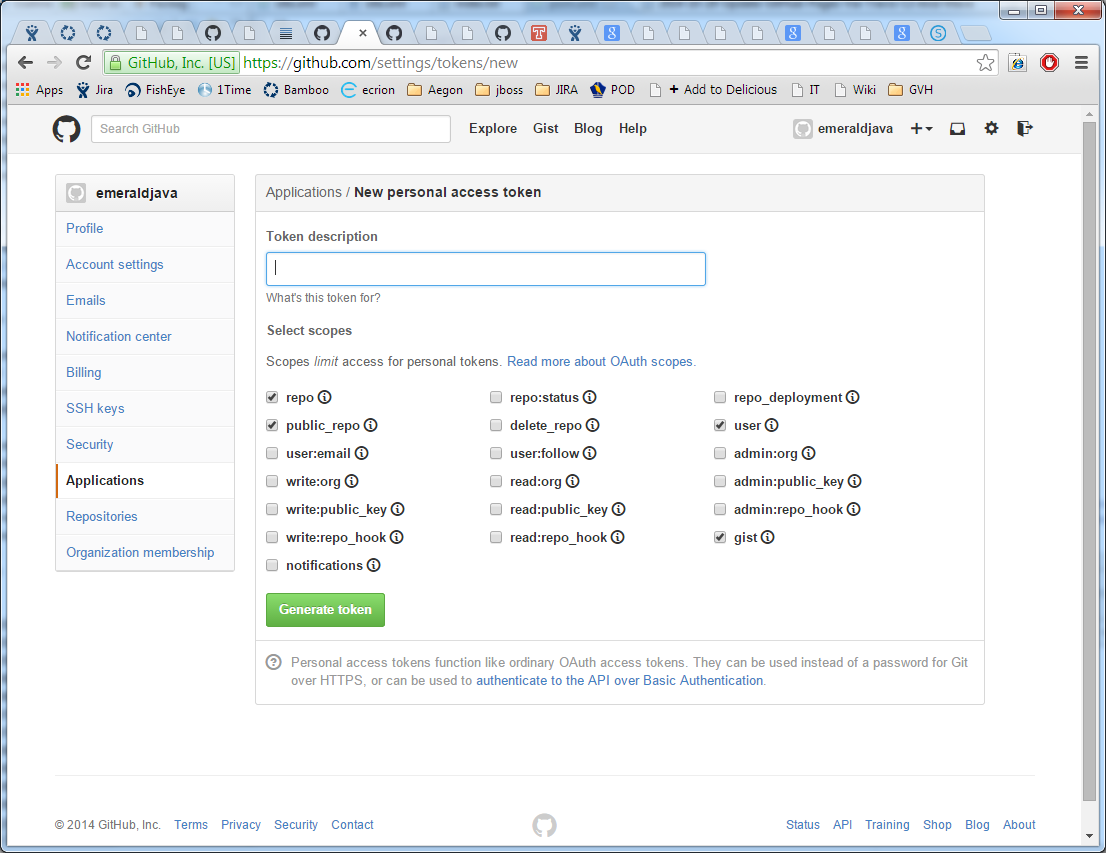 GitHub, Inc. [US] https://github.com/settings/tokens/new
Apps Jira FishEye 1Time Bamboo ecrion Aegon jboss JIRA POD + Add to Delicious IT Wiki GVH
Search GitHub Explore Gist Blog Help emeraldjava
emeraldjava
Profile
Account settings
Emails
Notification center
Billing
SSH keys
Security
Applications
Repositories
Organization membership
Applications / New personal access token
Token description
What's this token for?
Select scopes
Scopes limit access for personal tokens. Read more about OAuth scopes.
repo repo:status repo_deployment
public_repo delete_repo user
user:email user:follow admin:org
write:org read:org admin:public_key
write:public_key read:public_key admin:repo_hook
write:repo_hook read:repo_hook gist
notifications
Generate token
Personal access tokens function like ordinary OAuth access tokens. They can be used instead of a password for Git
over HTTPS, or can be used to authenticate to the API over Basic Authentication.
© 2014 GitHub, Inc. Terms Privacy Security Contact Status API Training Shop Blog About